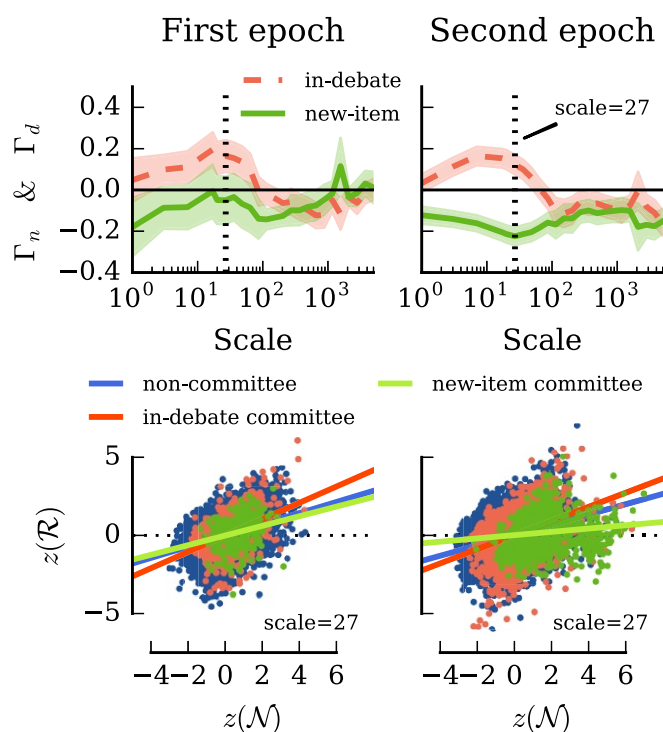 First epoch
Second epoch
in-debate
new-item
scale=27
Γn & Γd
0.4
0.2
0.0
−0.2
−0.4
10^0 10^1 10^2 10^3
10^0 10^1 10^2 10^3
Scale
Scale
non-committee
in-debate committee
new-item committee
z(R)
5
0
−5
scale=27
scale=27
−4 −2 0 2 4 6
−4 −2 0 2 4 6
z(N)
z(N)